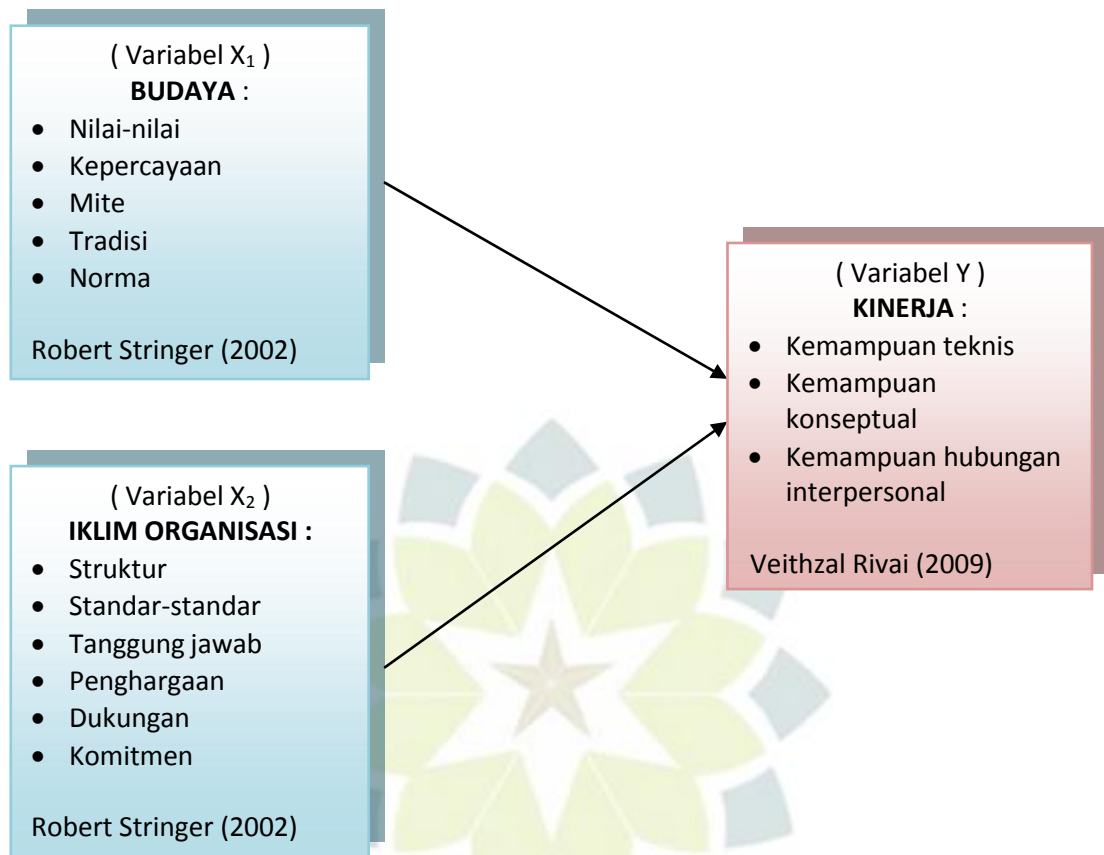 ( Variabel X₁ )
BUDAYA :
• Nilai-nilai
• Kepercayaan
• Mite
• Tradisi
• Norma
Robert Stringer (2002)
( Variabel X₂ )
IKLIM ORGANISASI :
• Struktur
• Standar-standar
• Tanggung jawab
• Penghargaan
• Dukungan
• Komitmen
Robert Stringer (2002)
( Variabel Y )
KINERJA :
• Kemampuan teknis
• Kemampuan
konseptual
• Kemampuan hubungan
interpersonal
Veithzal Rivai (2009)